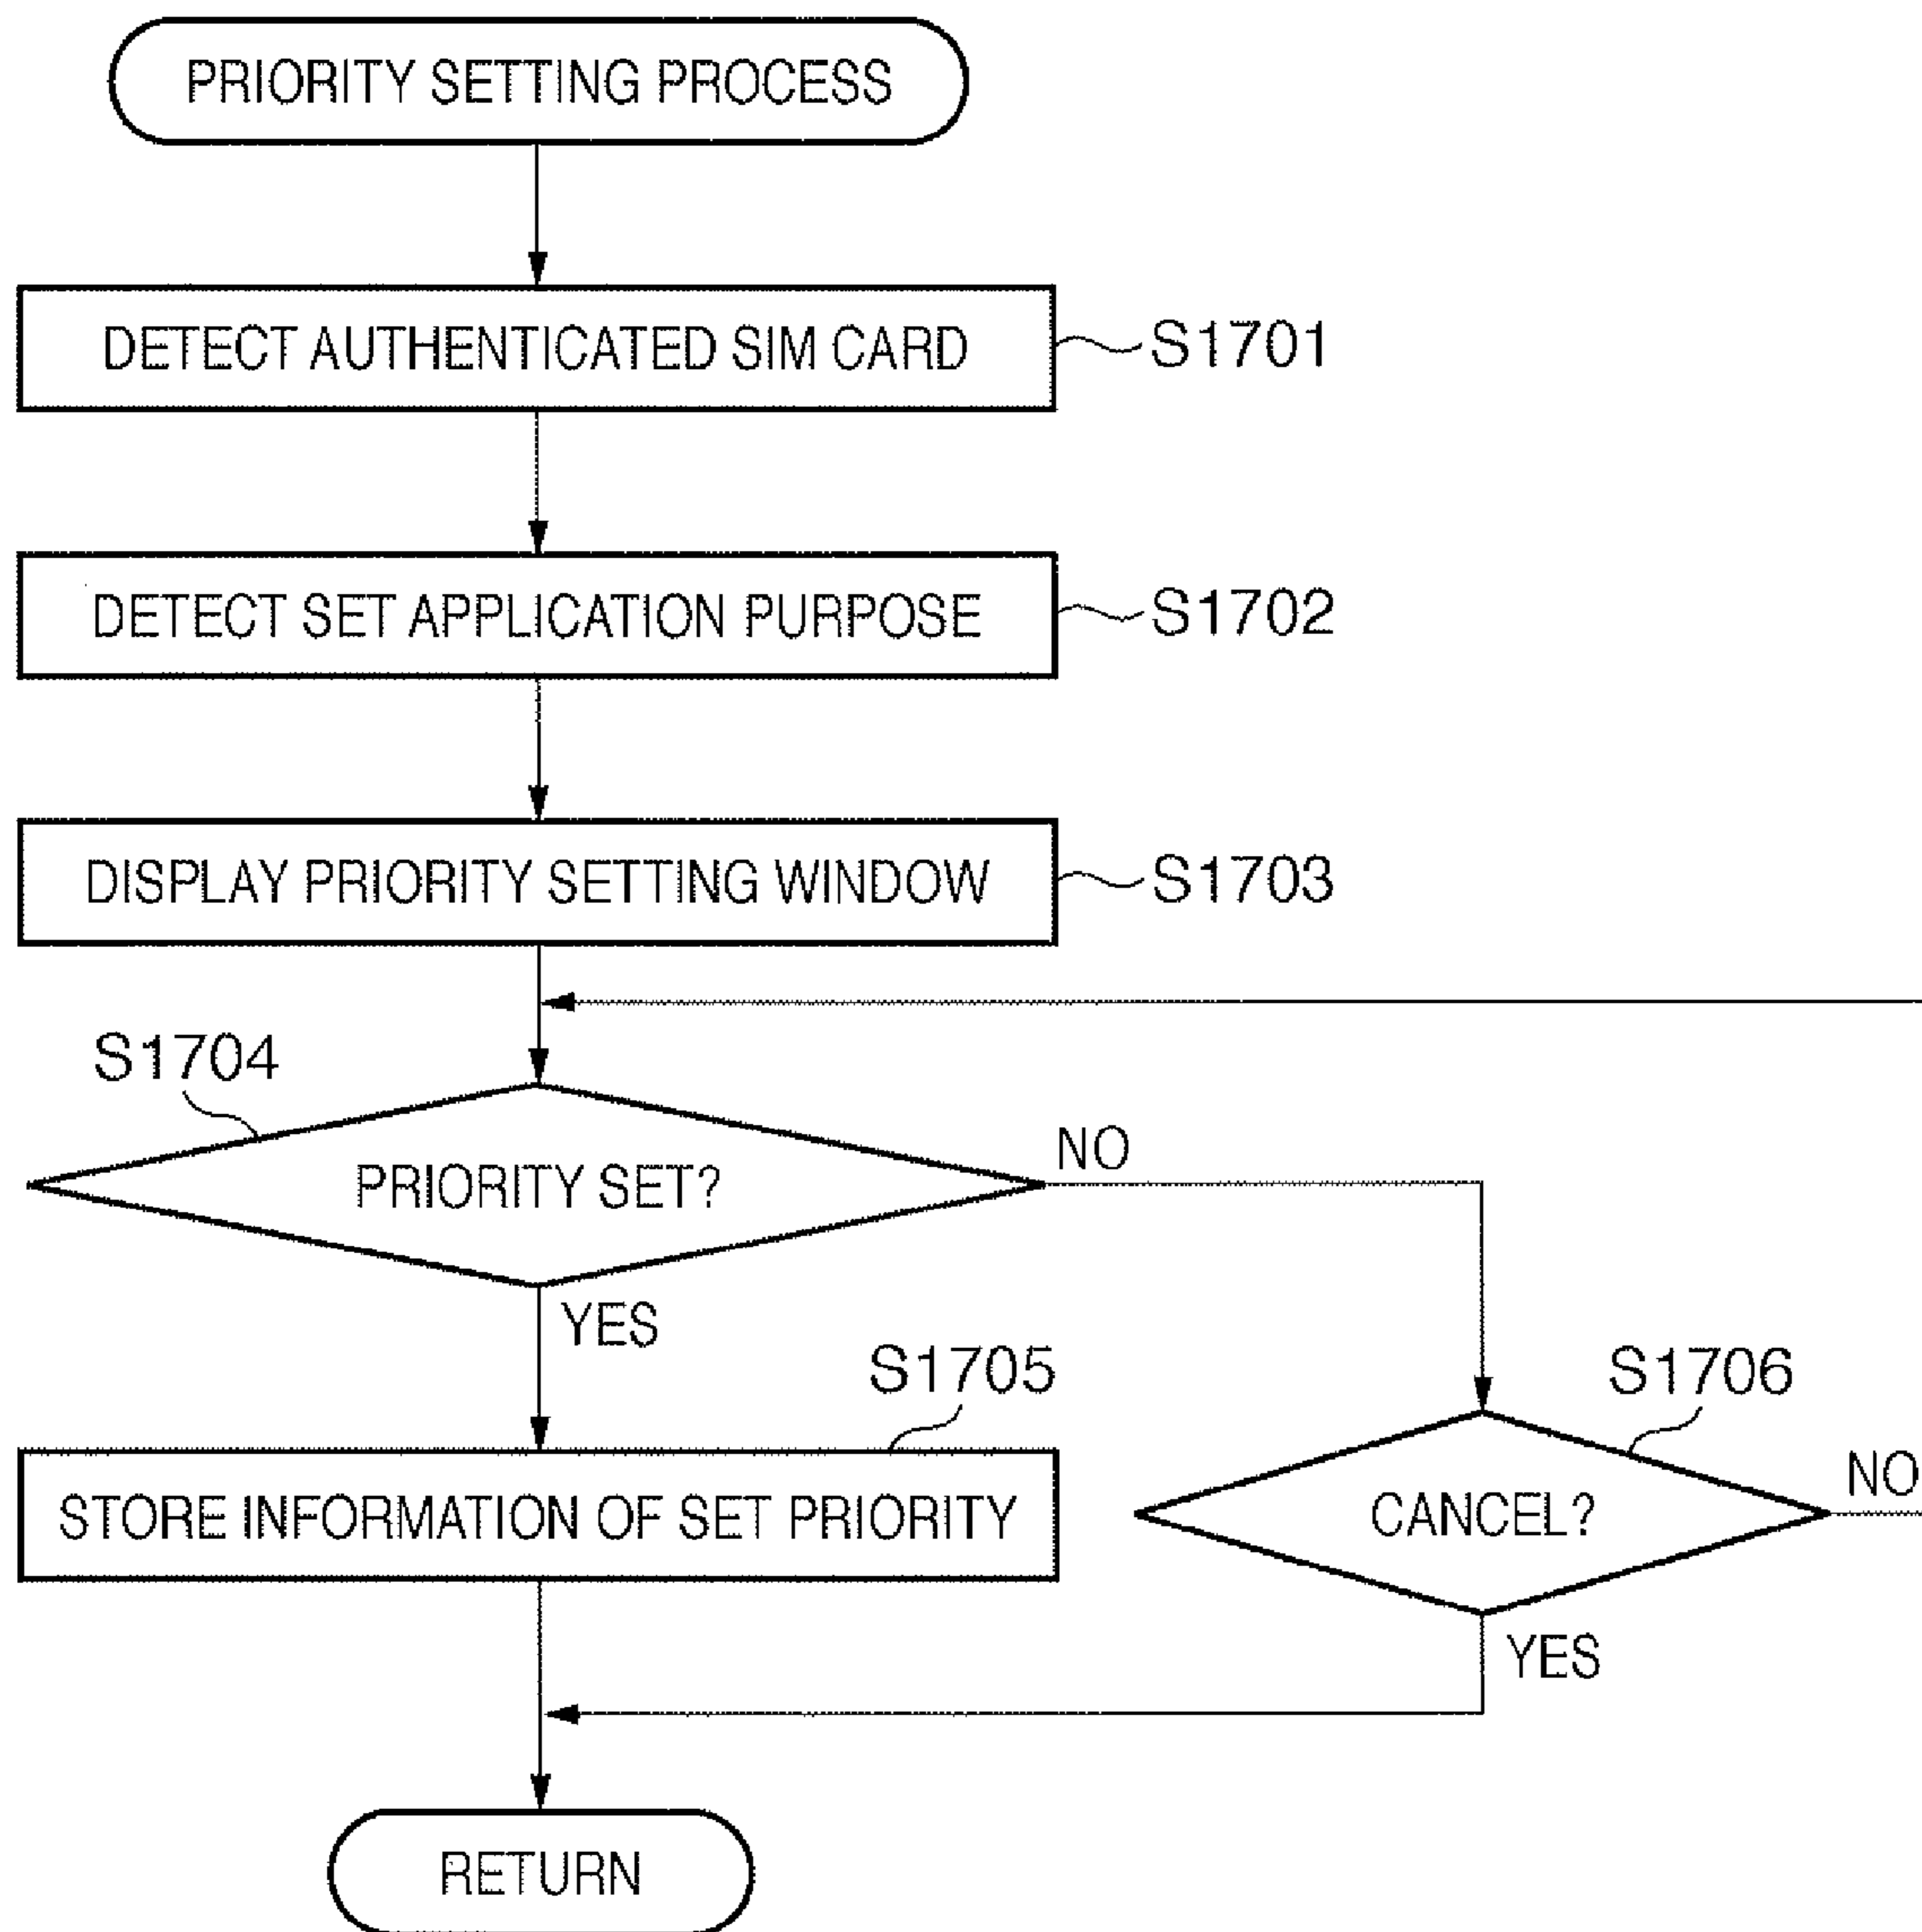 PRIORITY SETTING PROCESS
DETECT AUTHENTICATED SIM CARD
S1701
DETECT SET APPLICATION PURPOSE
S1702
DISPLAY PRIORITY SETTING WINDOW
S1703
S1704
PRIORITY SET?
NO
YES
S1705
S1706
STORE INFORMATION OF SET PRIORITY
CANCEL?
NO
YES
RETURN